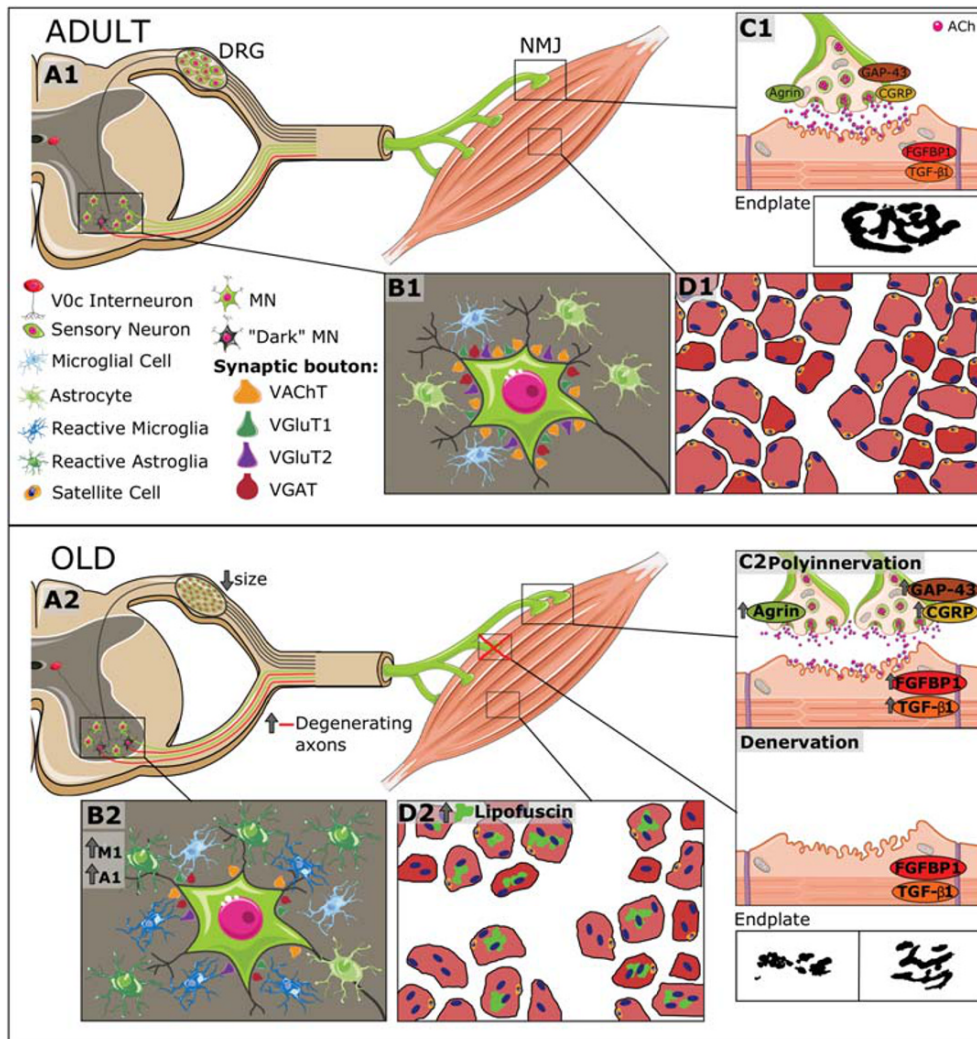 ADULT
A1
DRG
NMJ
C1
ACh
GAP-43
Agrin
CGRP
FGFBP1
TGF-β1
Endplate
V0c Interneuron
Sensory Neuron
Microglial Cell
Astrocyte
Reactive Microglia
Reactive Astroglia
Satellite Cell
MN
"Dark" MN
Synaptic bouton:
VAChT
VGluT1
VGluT2
VGAT
B1
D1
OLD
A2
size
Degenerating
axons
C2 Polyinnervation
GAP-43
Agrin
CGRP
FGFBP1
TGF-β1
Denervation
FGFBP1
TGF-β1
Endplate
B2
M1
A1
D2 Lipofuscin